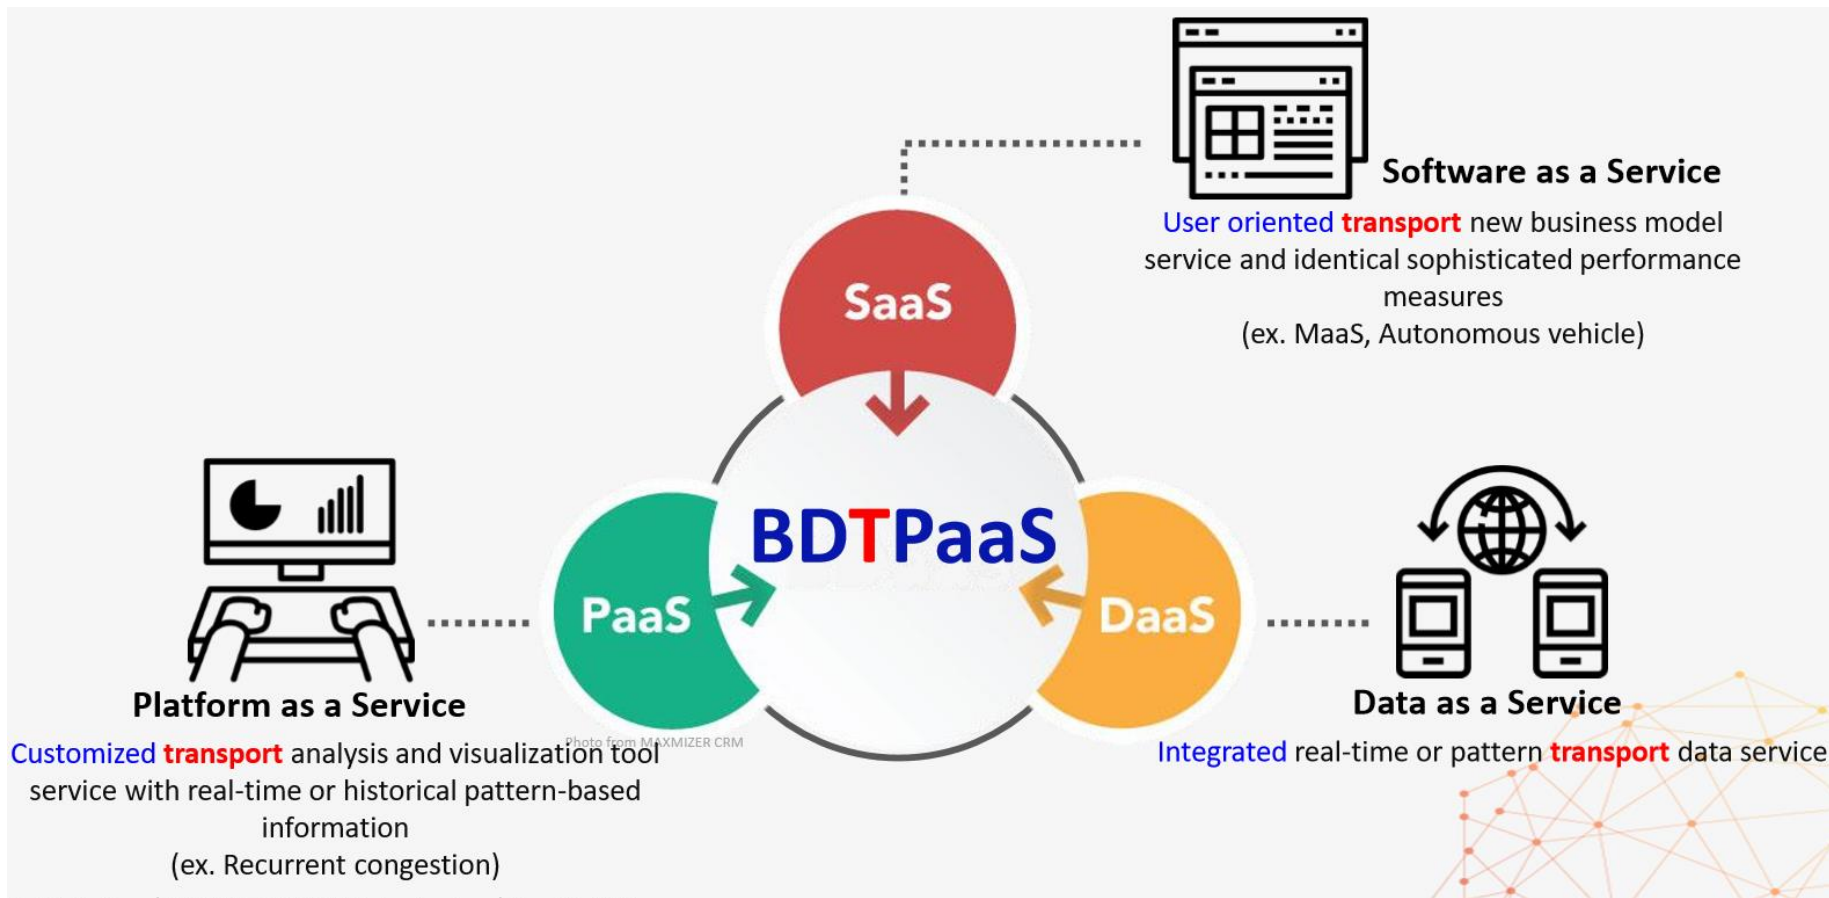 Software as a Service
User oriented transport new business model
service and identical sophisticated performance
measures
(ex. MaaS, Autonomous vehicle)
SaaS
BDTPaaS
PaaS
DaaS
Platform as a Service
Customized transport analysis and visualization tool
service with real-time or historical pattern-based
information
(ex. Recurrent congestion)
Photo from MAXMIZER CRM
Data as a Service
Integrated real-time or pattern transport data service